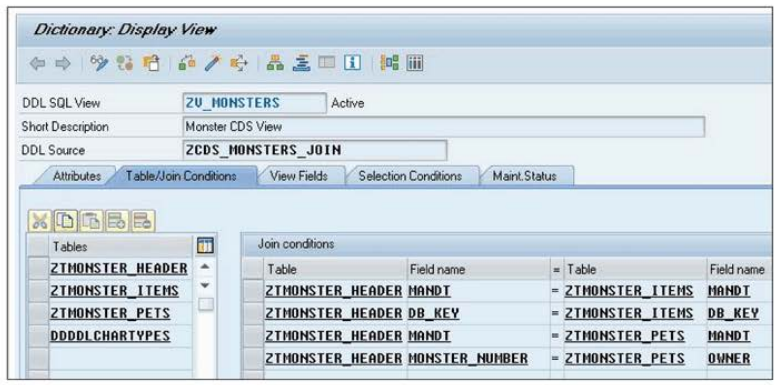 Dictionary: Display View
DDL SQL View ZV_MONSTERS Active
Short Description Monster CDS View
DDL Source ZCDS_MONSTERS_JOIN
Attributes Table/Join Conditions View Fields Selection Conditions Maint.Status
Tables Join conditions
ZTMONSTER_HEADER Table Field name = Table Field name
ZTMONSTER_ITEMS ZTMONSTER_HEADER MANDT = ZTMONSTER_ITEMS MANDT
ZTMONSTER_PETS ZTMONSTER_HEADER DB_KEY = ZTMONSTER_ITEMS DB_KEY
DDDDLCHARTYPES ZTMONSTER_HEADER MANDT = ZTMONSTER_PETS MANDT
ZTMONSTER_HEADER MONSTER_NUMBER = ZTMONSTER_PETS OWNER